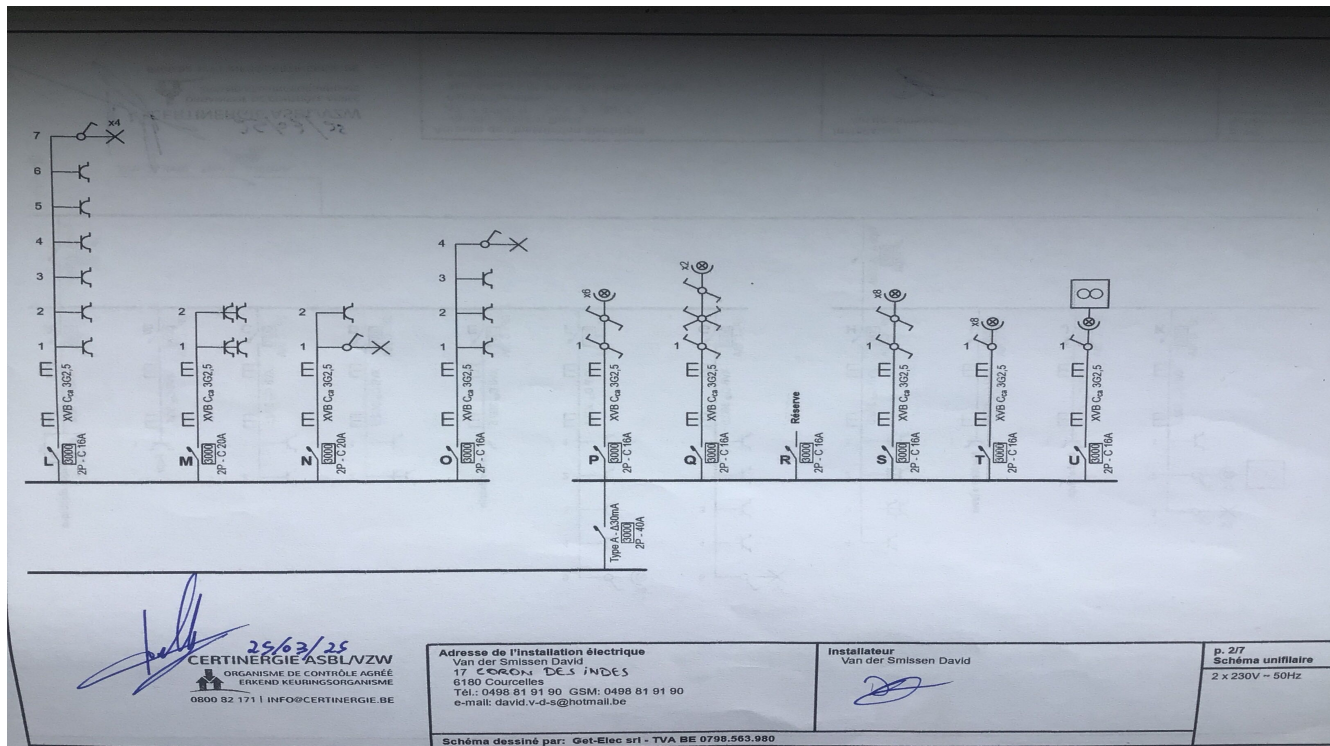 x4
7
6
5
4
3
2
1
E
E
XVB Cca 3G2,5
L
3000
2P - C 16A
2
1
E
E
XVB Cca 3G2,5
M
3000
2P - C 20A
2
1
E
E
XVB Cca 3G2,5
N
3000
2P - C 20A
4
3
2
1
E
E
XVB Cca 3G2,5
O
3000
2P - C 16A
x6
1
E
E
XVB Cca 3G2,5
P
3000
2P - C 16A
x2
1
E
E
XVB Cca 3G2,5
Q
3000
2P - C 16A
Réserve
R
3000
2P - C 16A
x8
1
E
E
XVB Cca 3G2,5
S
3000
2P - C 16A
x8
1
E
E
XVB Cca 3G2,5
T
3000
2P - C 16A
1
E
E
XVB Cca 3G2,5
U
3000
2P - C 16A
Type A - Δ30mA
3000
2P - 40A
25/03/25
CERTINERGIE ASBL/VZW
ORGANISME DE CONTRÔLE AGRÉÉ
ERKEND KEURINGSORGANISME
0800 82 171 | INFO@CERTINERGIE.BE
Adresse de l'installation électrique
Van der Smissen David
17 CORON DES INDES
6180 Courcelles
Tél.: 0498 81 91 90 GSM: 0498 81 91 90
e-mail: david.v-d-s@hotmail.be
Schéma dessiné par: Get-Elec srl - TVA BE 0798.563.980
Installateur
Van der Smissen David
p. 2/7
Schéma unifilaire
2 x 230V ~ 50Hz